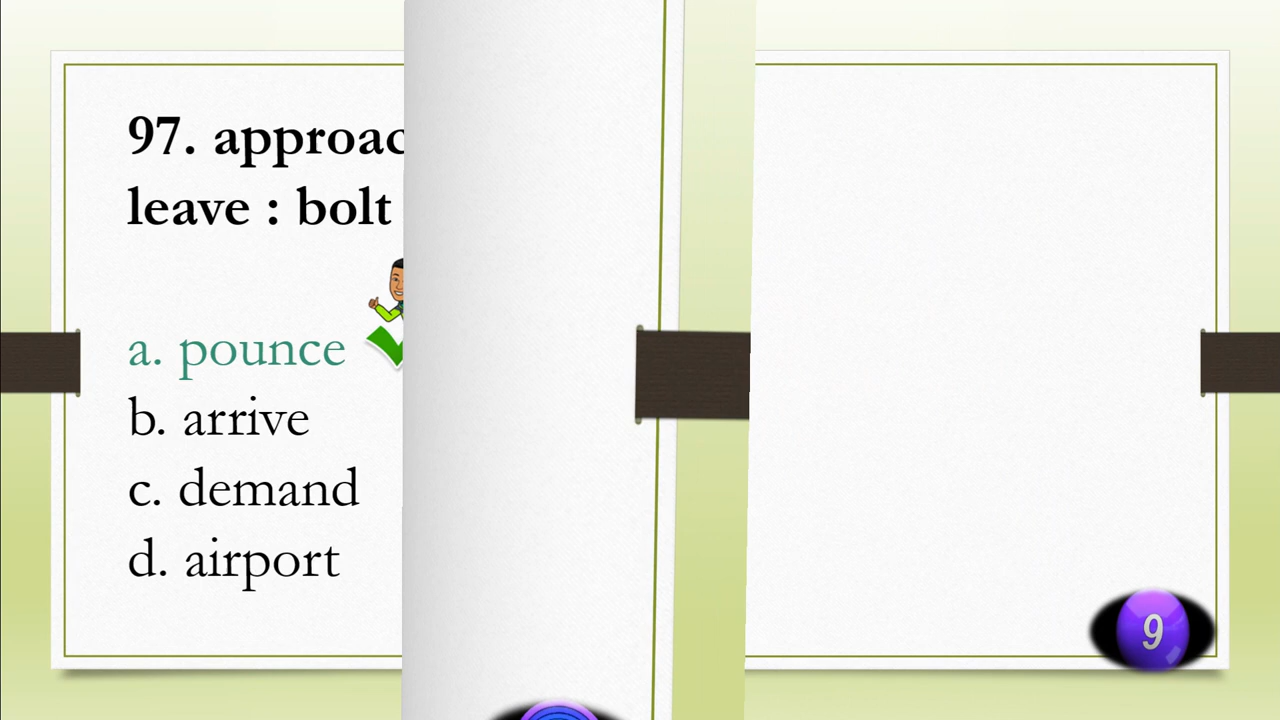 97. approac
leave : bolt
a. pounce
b. arrive
c. demand
d. airport
9